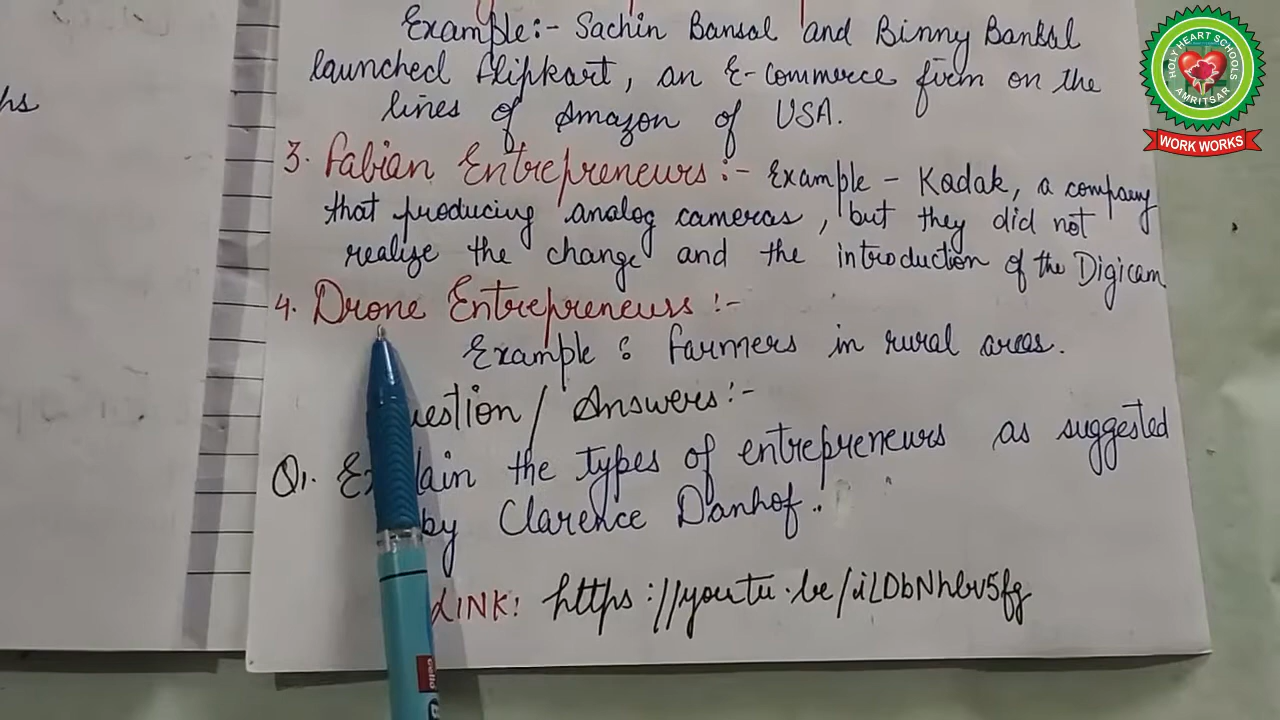 hs
Example:- Sachin Bansal and Binny Bansal
launched Flipkart, an E-commerce firm on the
lines of Amazon of USA.
3. Fabian Entrepreneurs:- Example - Kodak, a company
that producing analog cameras, but they did not
realize the change and the introduction of the Digicam
4. Drone Entrepreneurs:-
Example: Farmers in rural areas.
uestion / Answers:-
Q1. Explain the types of entrepreneurs as suggested
by Clarence Danhof.
LINK: https://youtu.be/
HOLY HEART SCHOOLS
AMRITSAR
WORK WORKS
cello